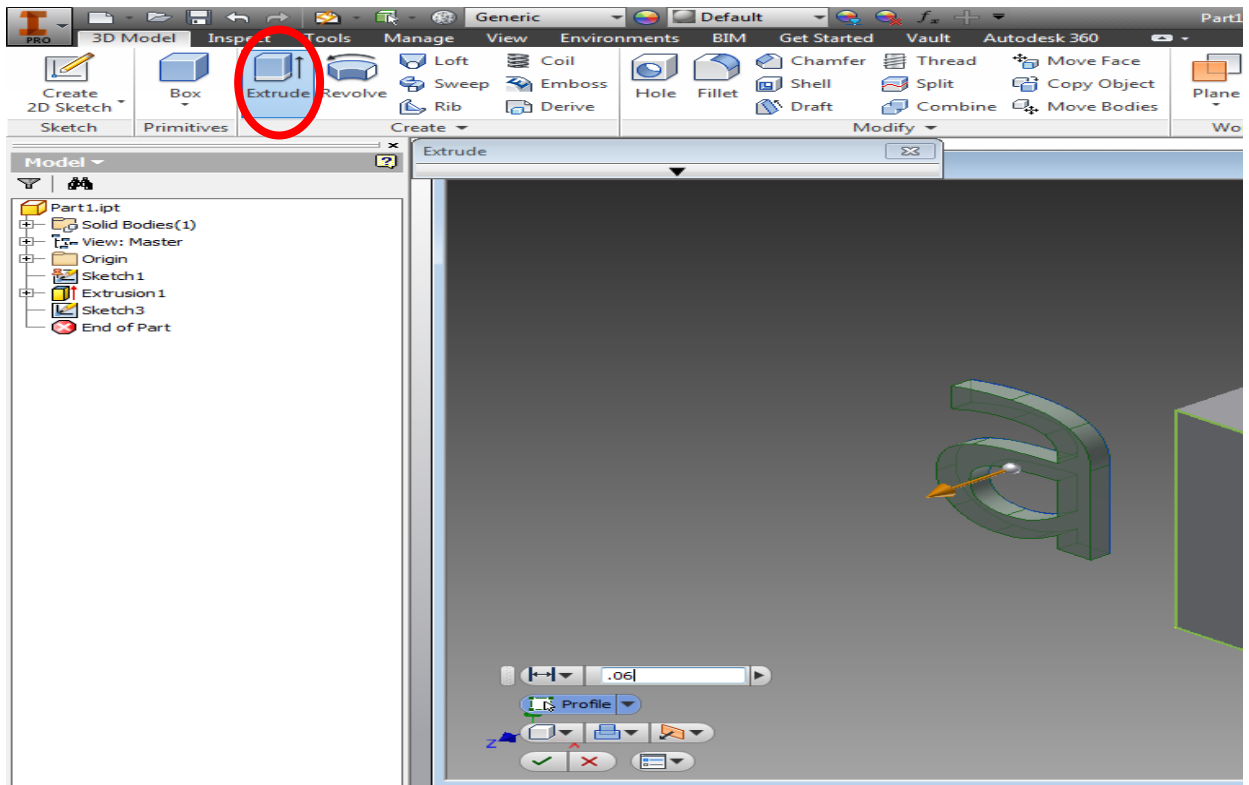 Generic Default fx Part1
PRO 3D Model Inspect Tools Manage View Environments BIM Get Started Vault Autodesk 360
Create 2D Sketch
Box
Extrude
Revolve
Loft
Sweep
Rib
Coil
Emboss
Derive
Hole
Fillet
Chamfer
Shell
Draft
Thread
Split
Combine
Move Face
Copy Object
Move Bodies
Plane
Sketch Primitives Create Modify Wo
Model
?
Extrude
Part1.ipt
Solid Bodies(1)
View: Master
Origin
Sketch1
Extrusion1
Sketch3
End of Part
a
.06
Profile
Z